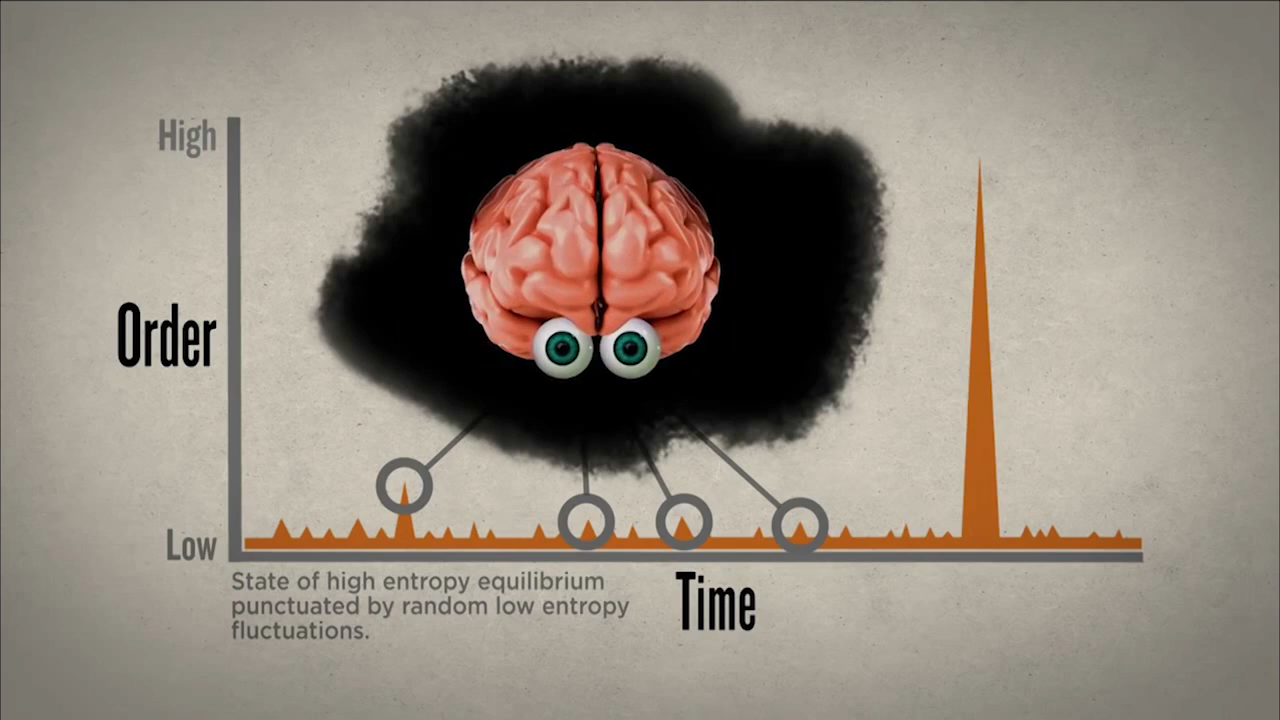 High
Order
Low
State of high entropy equilibrium
punctuated by random low entropy
fluctuations.
Time